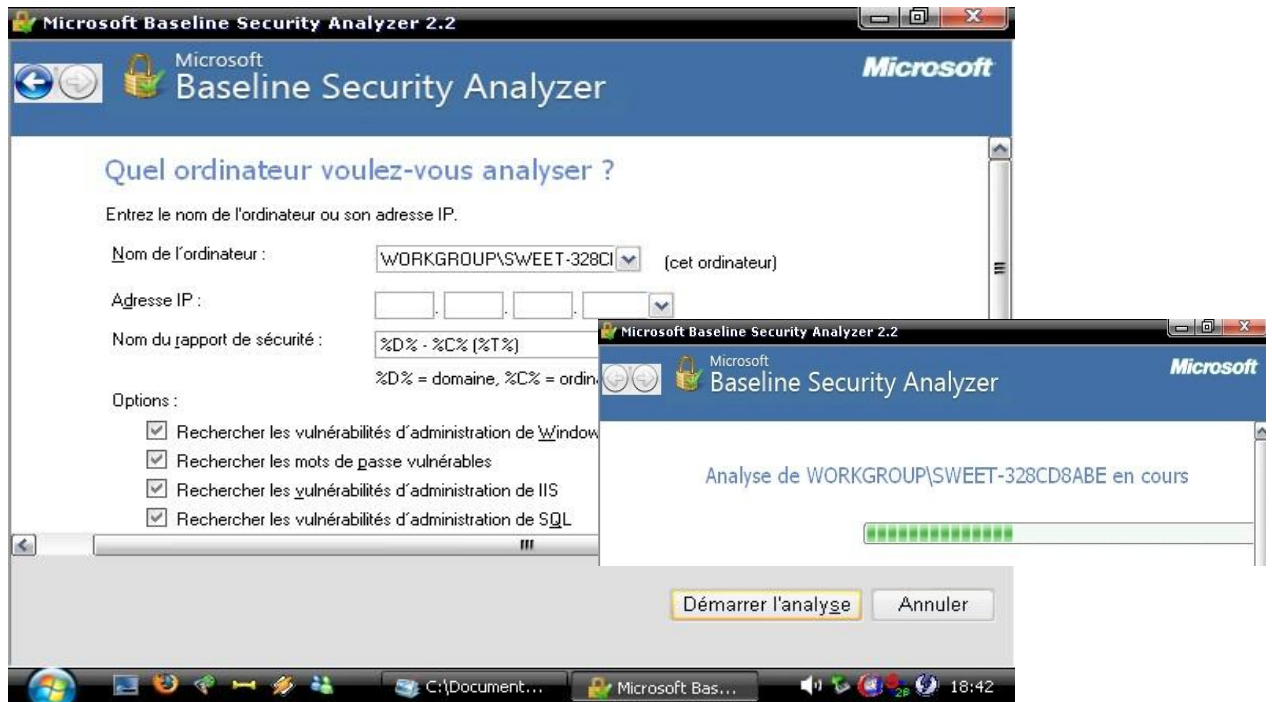 Microsoft Baseline Security Analyzer 2.2
Microsoft
Baseline Security Analyzer
Microsoft
Quel ordinateur voulez-vous analyser ?
Entrez le nom de l'ordinateur ou son adresse IP.
Nom de l´ordinateur :
WORKGROUP\SWEET-328C
(cet ordinateur)
Adresse IP :
Nom du rapport de sécurité :
%D% - %C% (%T%)
%D% = domaine, %C% = ordin
Options :
Rechercher les vulnérabilités d´administration de Window
Rechercher les mots de passe vulnérables
Rechercher les vulnérabilités d´administration de IIS
Rechercher les vulnérabilités d´administration de SQL
Démarrer l'analyse
Annuler
Microsoft Baseline Security Analyzer 2.2
Microsoft
Baseline Security Analyzer
Microsoft
Analyse de WORKGROUP\SWEET-328CD8ABE en cours
C:\Document...
Microsoft Bas...
18:42